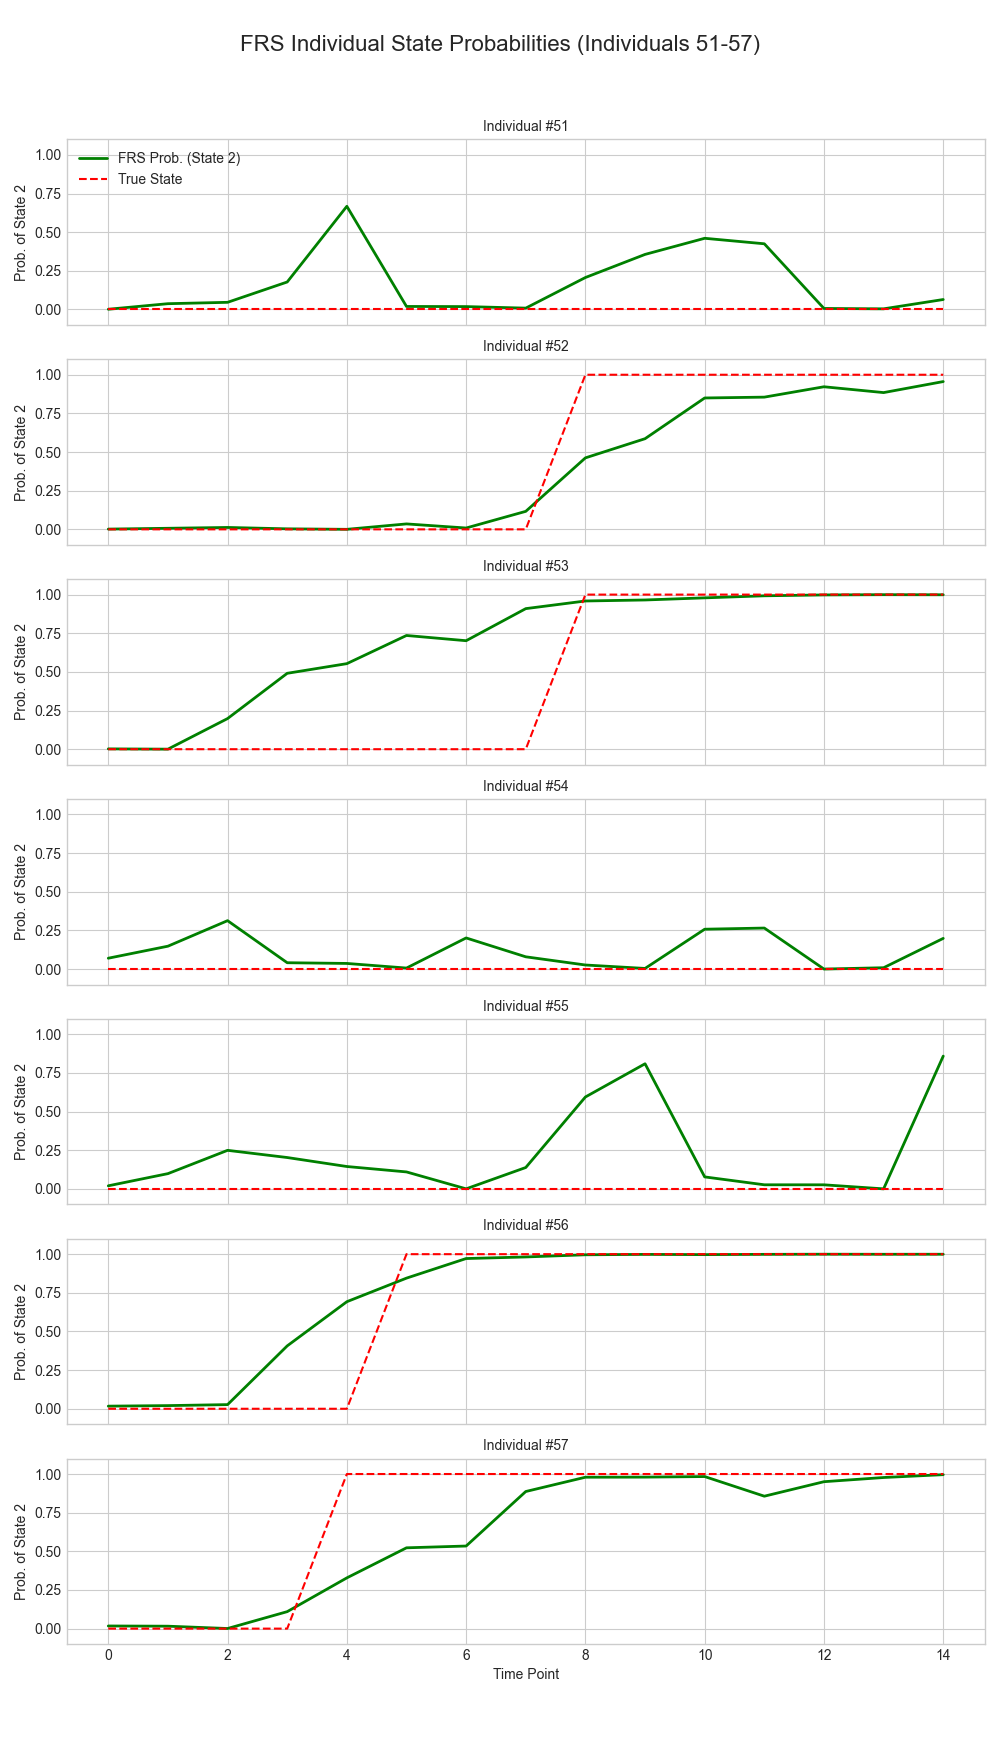 FRS Individual State Probabilities (Individuals 51-57)
Individual #51
FRS Prob. (State 2)
True State
1.00
0.75
0.50
0.25
0.00
Prob. of State 2
Individual #52
1.00
0.75
0.50
0.25
0.00
Prob. of State 2
Individual #53
1.00
0.75
0.50
0.25
0.00
Prob. of State 2
Individual #54
1.00
0.75
0.50
0.25
0.00
Prob. of State 2
Individual #55
1.00
0.75
0.50
0.25
0.00
Prob. of State 2
Individual #56
1.00
0.75
0.50
0.25
0.00
Prob. of State 2
Individual #57
1.00
0.75
0.50
0.25
0.00
Prob. of State 2
0 2 4 6 8 10 12 14
Time Point